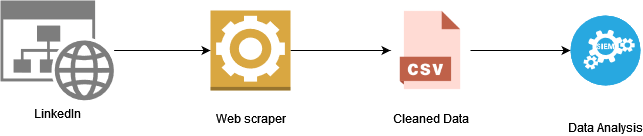 CSV
SIEM
LinkedIn
Web scraper
Cleaned Data
Data Analysis